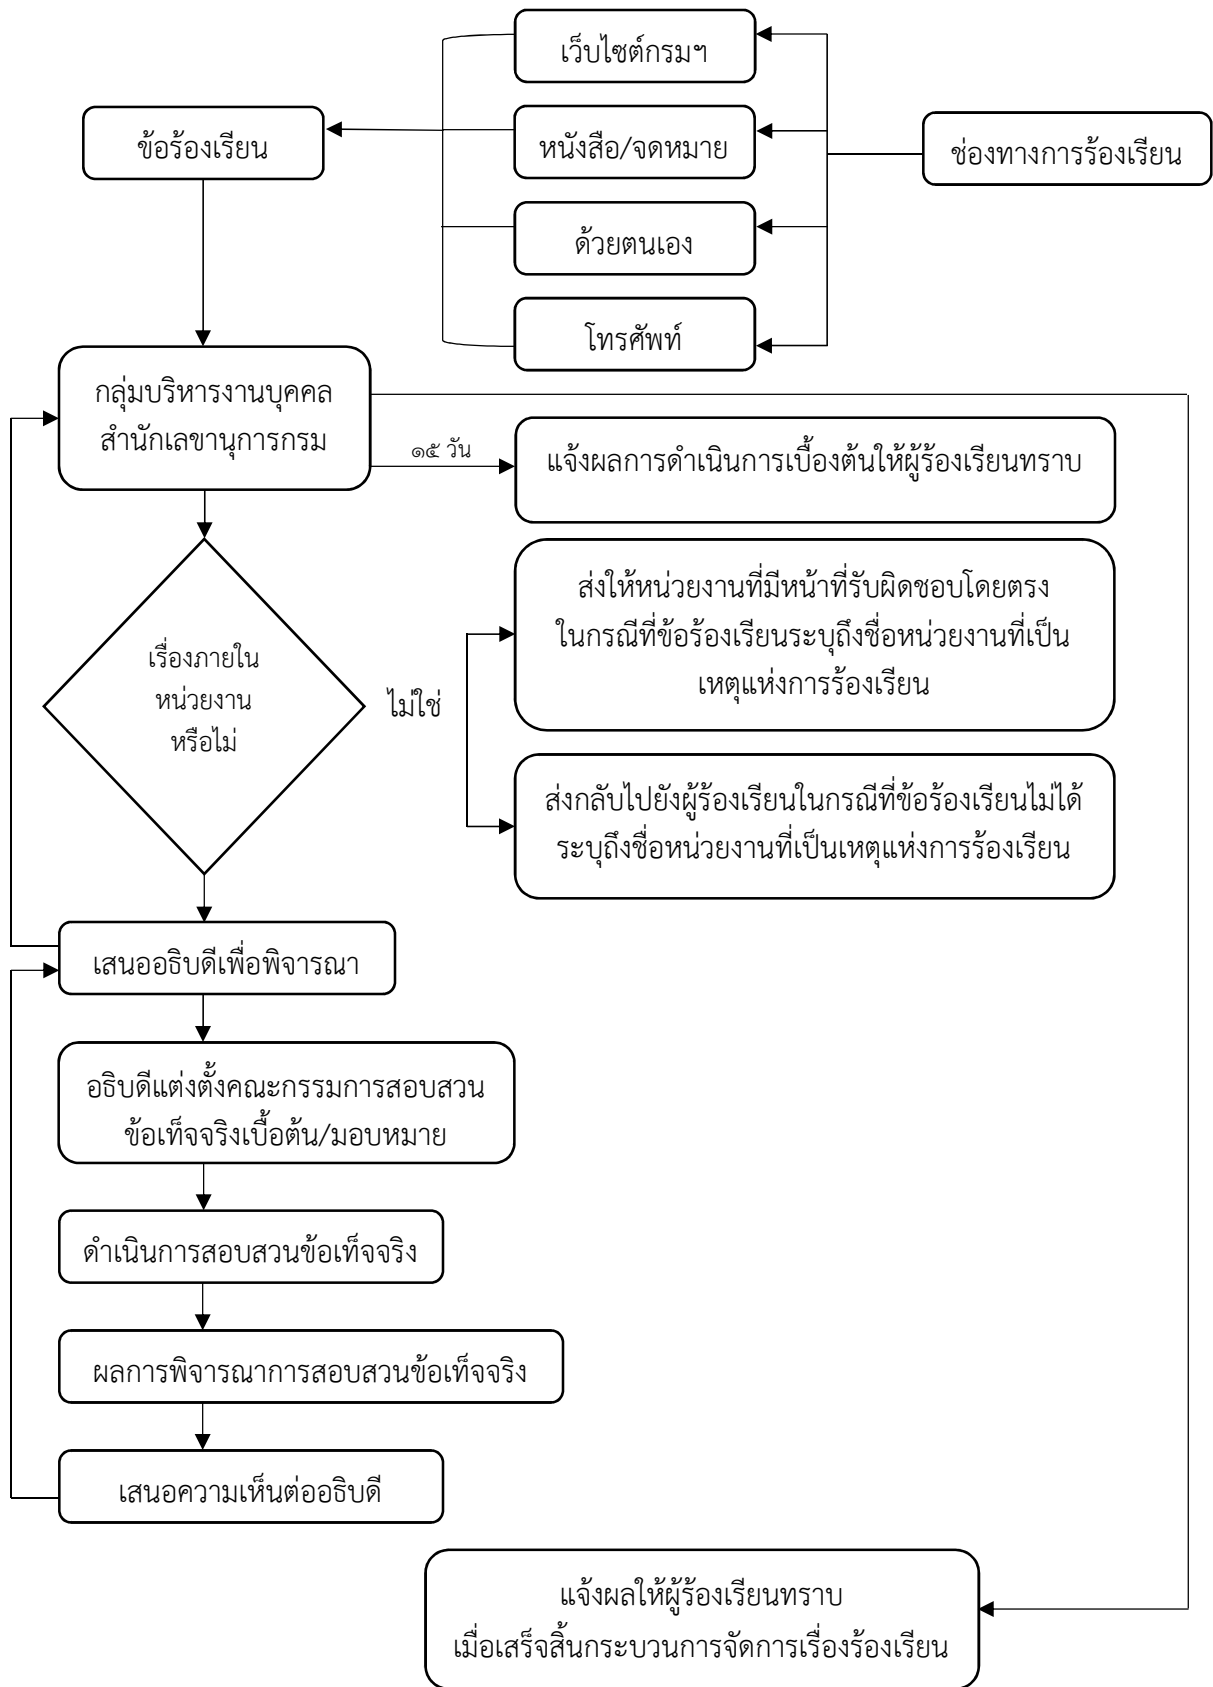 เว็บไซต์กรมฯ
ข้อร้องเรียน
หนังสือ/จดหมาย
ช่องทางการร้องเรียน
ด้วยตนเอง
โทรศัพท์
กลุ่มบริหารงานบุคคล
สำนักเลขานุการกรม
๑๕ วัน
แจ้งผลการดำเนินการเบื้องต้นให้ผู้ร้องเรียนทราบ
ส่งให้หน่วยงานที่มีหน้าที่รับผิดชอบโดยตรง
ในกรณีที่ข้อร้องเรียนระบุถึงชื่อหน่วยงานที่เป็น
เหตุแห่งการร้องเรียน
เรื่องภายใน
หน่วยงาน
หรือไม่
ไม่ใช่
ส่งกลับไปยังผู้ร้องเรียนในกรณีที่ข้อร้องเรียนไม่ได้
ระบุถึงชื่อหน่วยงานที่เป็นเหตุแห่งการร้องเรียน
เสนออธิบดีเพื่อพิจารณา
อธิบดีแต่งตั้งคณะกรรมการสอบสวน
ข้อเท็จจริงเบื้อต้น/มอบหมาย
ดำเนินการสอบสวนข้อเท็จจริง
ผลการพิจารณาการสอบสวนข้อเท็จจริง
เสนอความเห็นต่ออธิบดี
แจ้งผลให้ผู้ร้องเรียนทราบ
เมื่อเสร็จสิ้นกระบวนการจัดการเรื่องร้องเรียน